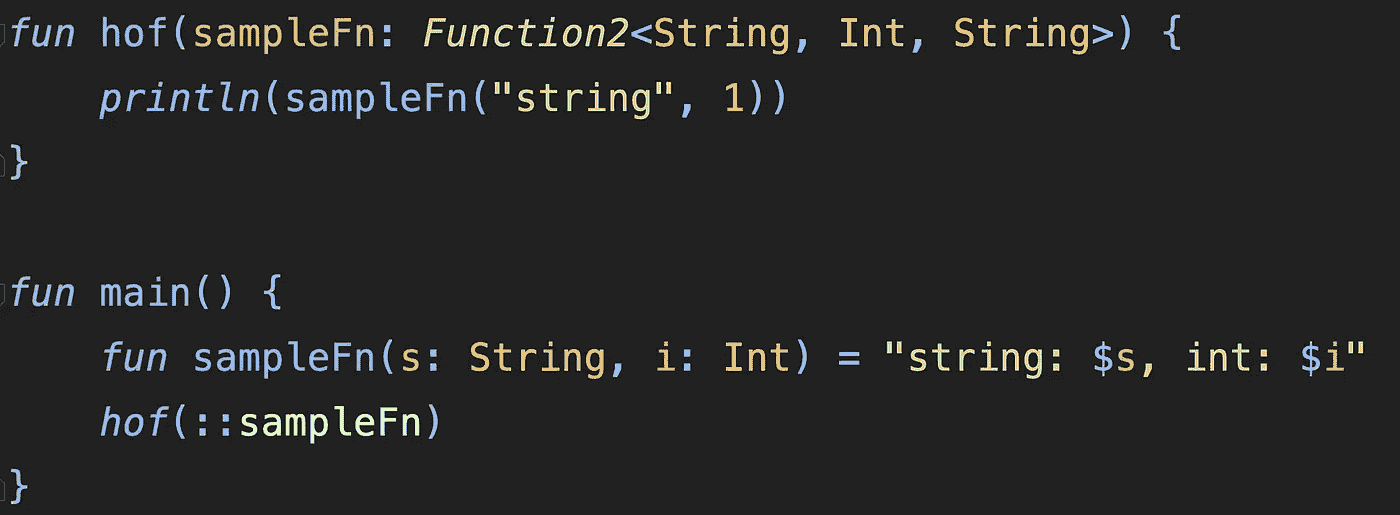 fun hof(sampleFn: Function2<String, Int, String>) {
    println(sampleFn("string", 1))
}
fun main() {
    fun sampleFn(s: String, i: Int) = "string: $s, int: $i"
    hof(::sampleFn)
}